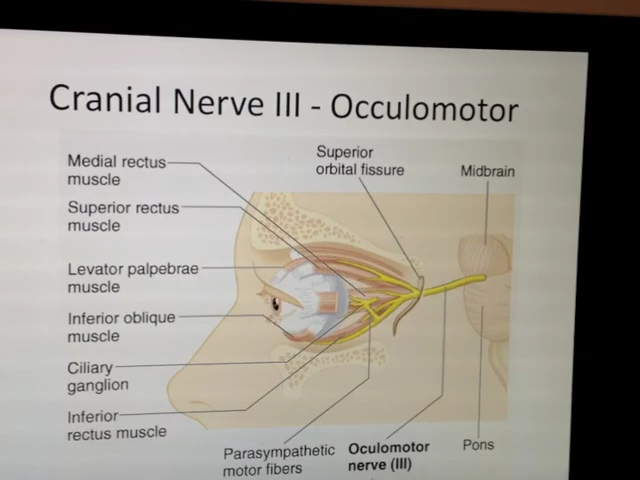 Cranial Nerve III - Occulomotor
Medial rectus
muscle
Superior rectus
muscle
Levator palpebrae
muscle
Inferior oblique
muscle
Ciliary
ganglion
Inferior
rectus muscle
Superior
orbital fissure
Midbrain
Parasympathetic
motor fibers
Oculomotor
nerve (III)
Pons